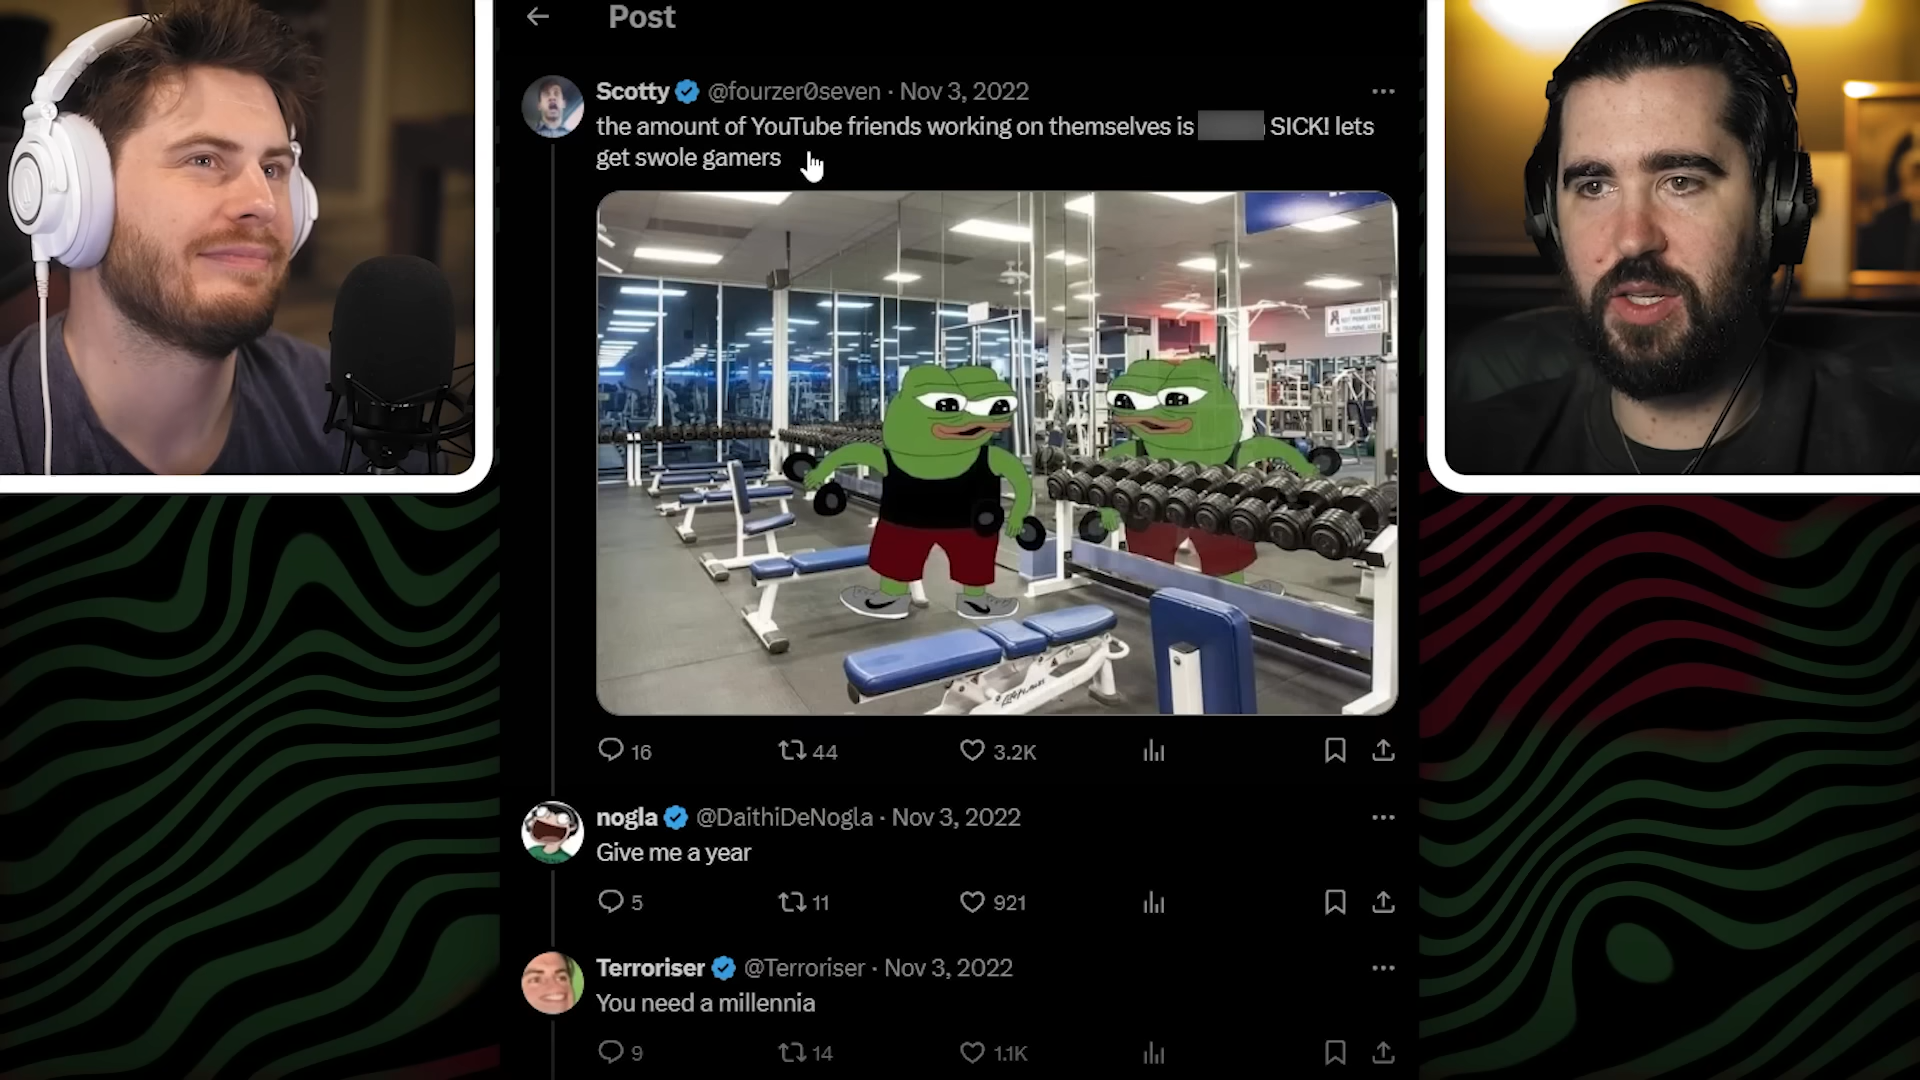 Post
Scotty @fourzer0seven · Nov 3, 2022
the amount of YouTube friends working on themselves is SICK! lets
get swole gamers
16 44 3.2K
nogla @DaithiDeNogla · Nov 3, 2022
Give me a year
5 11 921
Terroriser @Terroriser · Nov 3, 2022
You need a millennia
9 14 1.1K